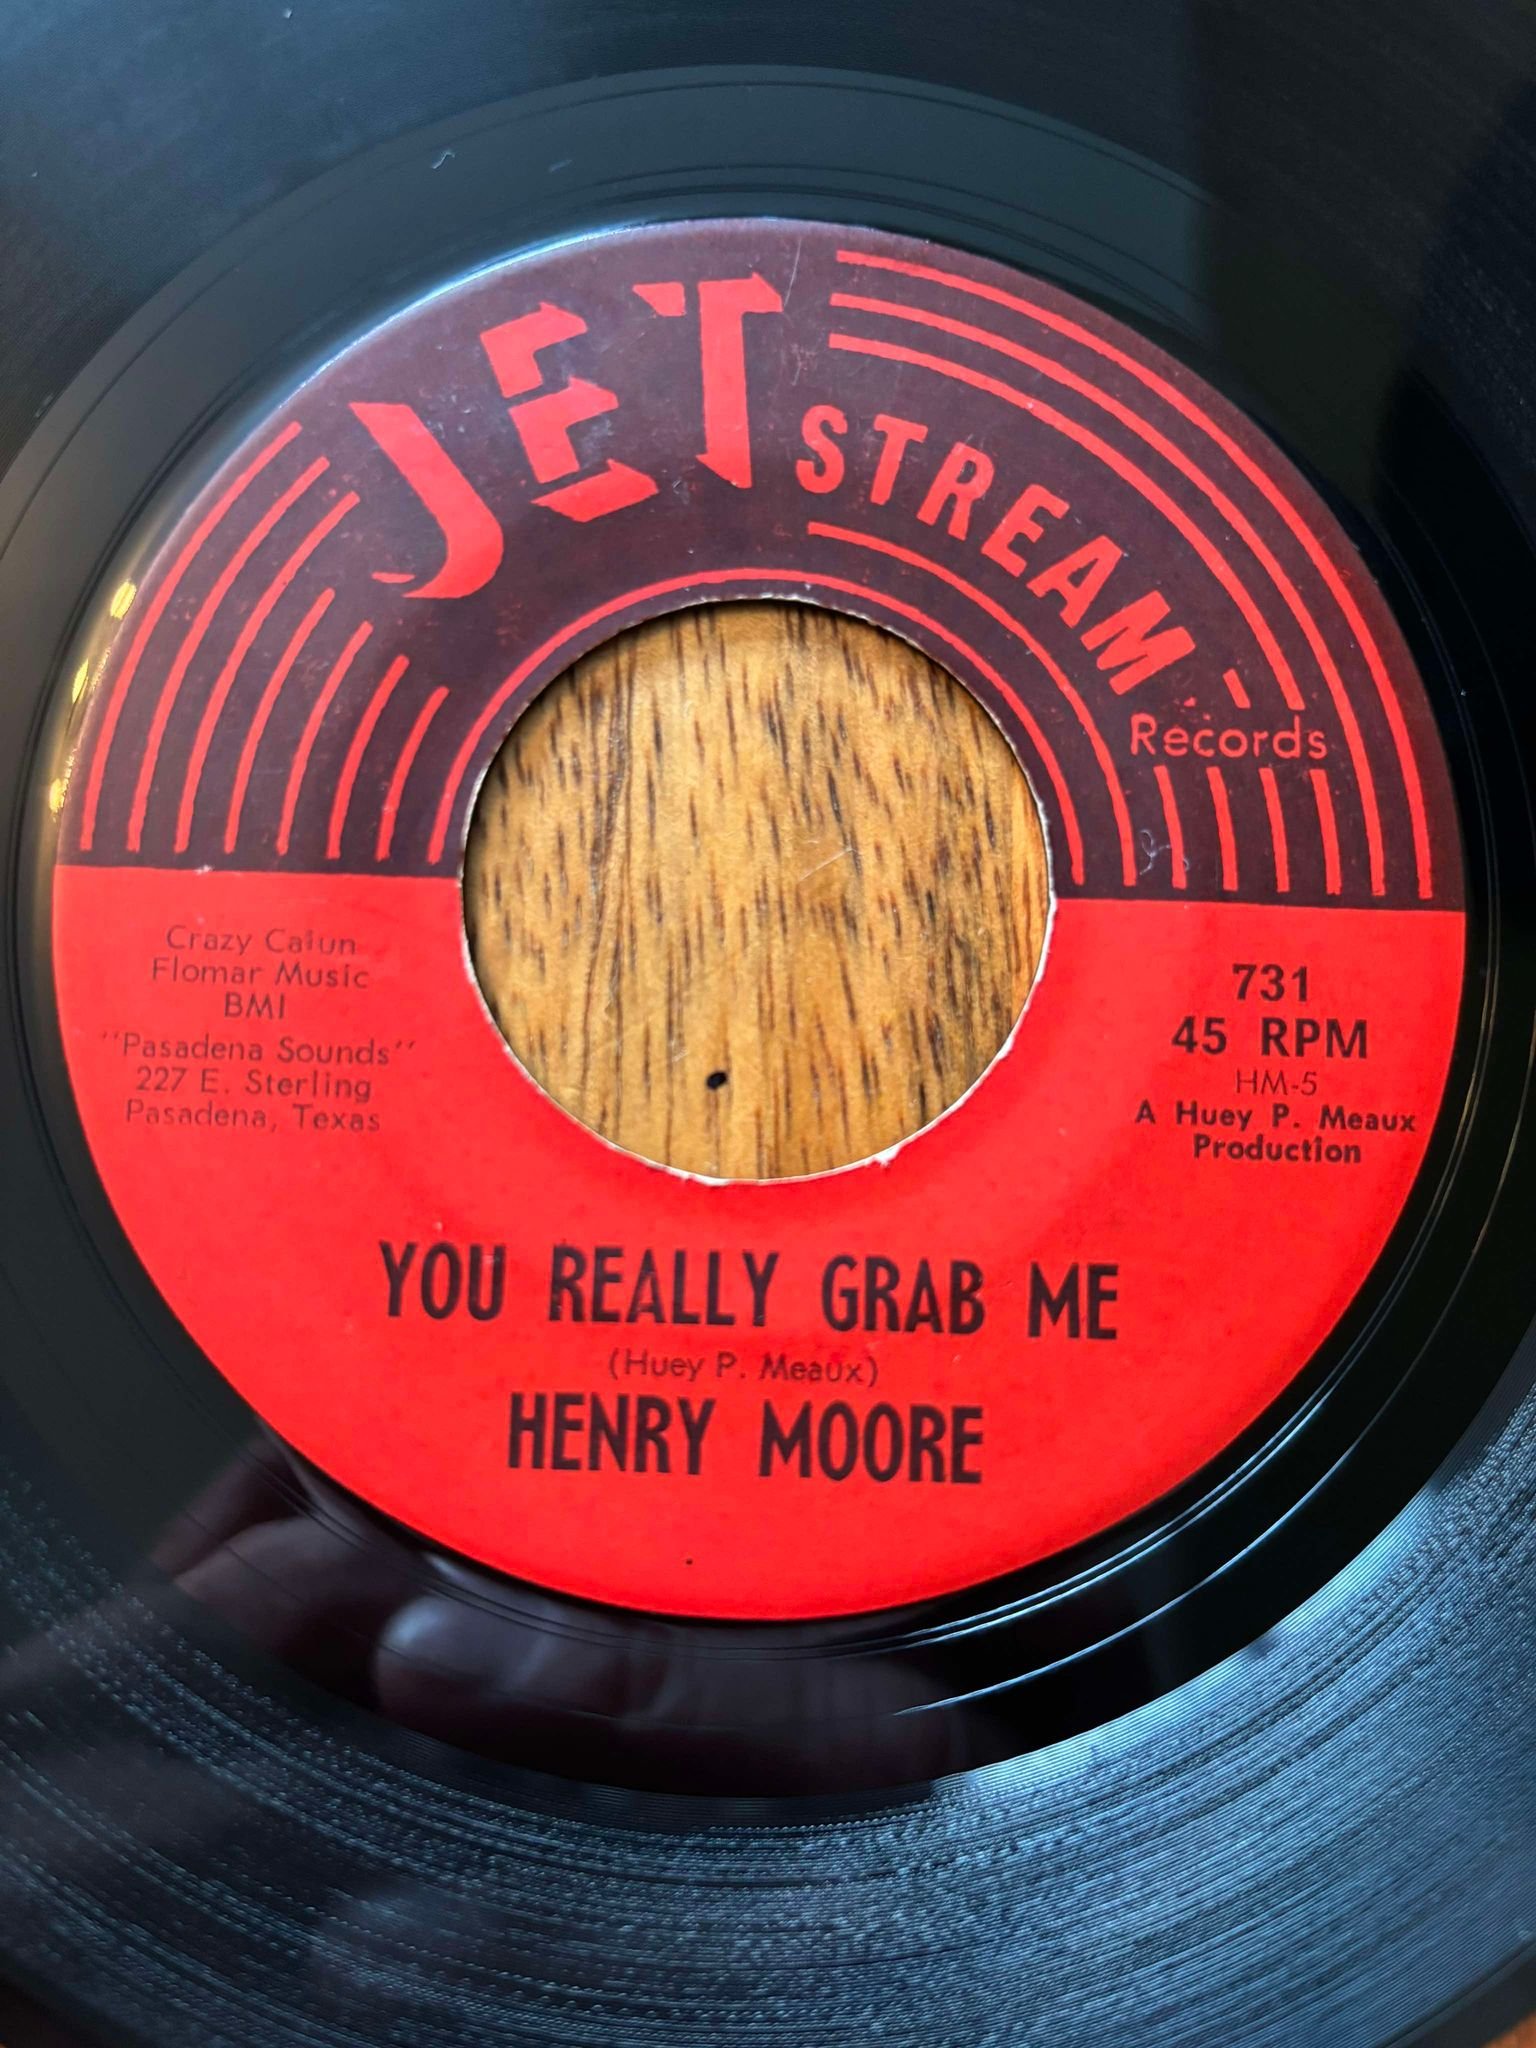 JET STREAM
Records
Crazy Cajun
Flomar Music
BMI
"Pasadena Sounds"
227 E. Sterling
Pasadena, Texas
731
45 RPM
HM-5
A Huey P. Meaux
Production
YOU REALLY GRAB ME
(Huey P. Meaux)
HENRY MOORE